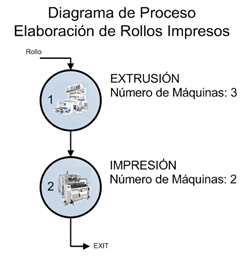 Diagrama de Proceso
Elaboración de Rollos Impresos
Rollo
1
EXTRUSIÓN
Número de Máquinas: 3
2
IMPRESIÓN
Número de Máquinas: 2
EXIT